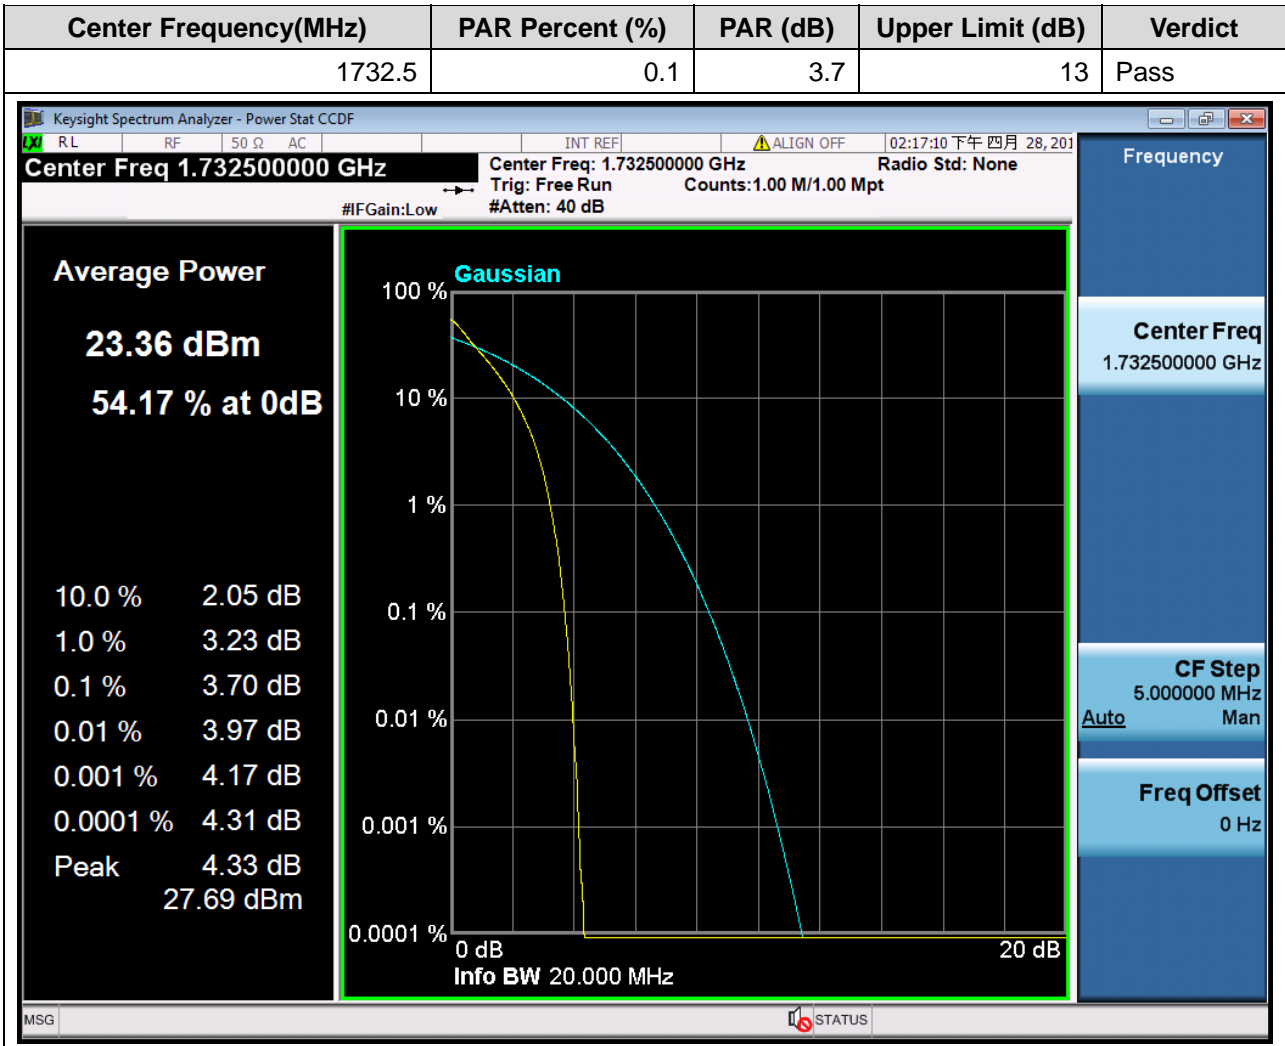 Center Frequency(MHz) PAR Percent (%) PAR (dB) Upper Limit (dB) Verdict
1732.5 0.1 3.7 13 Pass
Keysight Spectrum Analyzer - Power Stat CCDF
LXI RL RF 50 Ω AC INT REF ALIGN OFF 02:17:10 下午 四月 28, 201
Center Freq 1.732500000 GHz
Center Freq: 1.732500000 GHz Radio Std: None
Trig: Free Run Counts:1.00 M/1.00 Mpt
#IFGain:Low #Atten: 40 dB
Average Power
23.36 dBm
54.17 % at 0dB
10.0 % 2.05 dB
1.0 % 3.23 dB
0.1 % 3.70 dB
0.01 % 3.97 dB
0.001 % 4.17 dB
0.0001 % 4.31 dB
Peak 4.33 dB
27.69 dBm
Gaussian
100 %
10 %
1 %
0.1 %
0.01 %
0.001 %
0.0001 %
0 dB 20 dB
Info BW 20.000 MHz
Frequency
Center Freq
1.732500000 GHz
CF Step
5.000000 MHz
Auto Man
Freq Offset
0 Hz
MSG STATUS